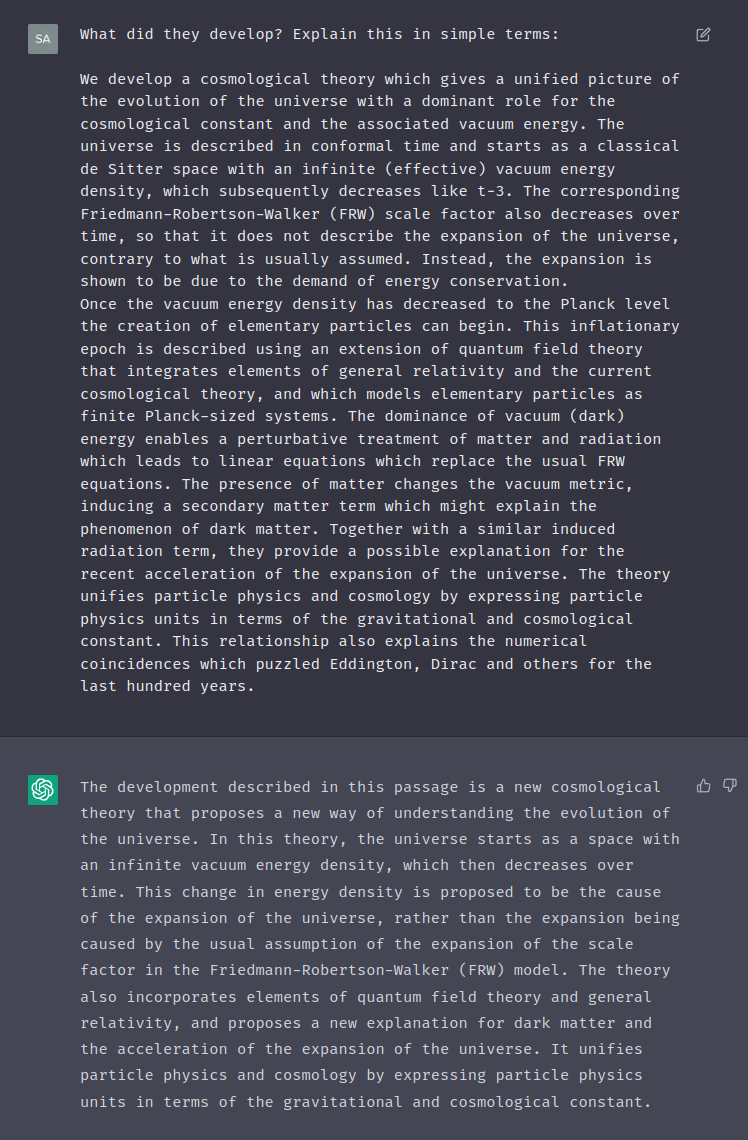 SA
What did they develop? Explain this in simple terms:
We develop a cosmological theory which gives a unified picture of
the evolution of the universe with a dominant role for the
cosmological constant and the associated vacuum energy. The
universe is described in conformal time and starts as a classical
de Sitter space with an infinite (effective) vacuum energy
density, which subsequently decreases like t-3. The corresponding
Friedmann-Robertson-Walker (FRW) scale factor also decreases over
time, so that it does not describe the expansion of the universe,
contrary to what is usually assumed. Instead, the expansion is
shown to be due to the demand of energy conservation.
Once the vacuum energy density has decreased to the Planck level
the creation of elementary particles can begin. This inflationary
epoch is described using an extension of quantum field theory
that integrates elements of general relativity and the current
cosmological theory, and which models elementary particles as
finite Planck-sized systems. The dominance of vacuum (dark)
energy enables a perturbative treatment of matter and radiation
which leads to linear equations which replace the usual FRW
equations. The presence of matter changes the vacuum metric,
inducing a secondary matter term which might explain the
phenomenon of dark matter. Together with a similar induced
radiation term, they provide a possible explanation for the
recent acceleration of the expansion of the universe. The theory
unifies particle physics and cosmology by expressing particle
physics units in terms of the gravitational and cosmological
constant. This relationship also explains the numerical
coincidences which puzzled Eddington, Dirac and others for the
last hundred years.
The development described in this passage is a new cosmological
theory that proposes a new way of understanding the evolution of
the universe. In this theory, the universe starts as a space with
an infinite vacuum energy density, which then decreases over
time. This change in energy density is proposed to be the cause
of the expansion of the universe, rather than the expansion being
caused by the usual assumption of the expansion of the scale
factor in the Friedmann-Robertson-Walker (FRW) model. The theory
also incorporates elements of quantum field theory and general
relativity, and proposes a new explanation for dark matter and
the acceleration of the expansion of the universe. It unifies
particle physics and cosmology by expressing particle physics
units in terms of the gravitational and cosmological constant.